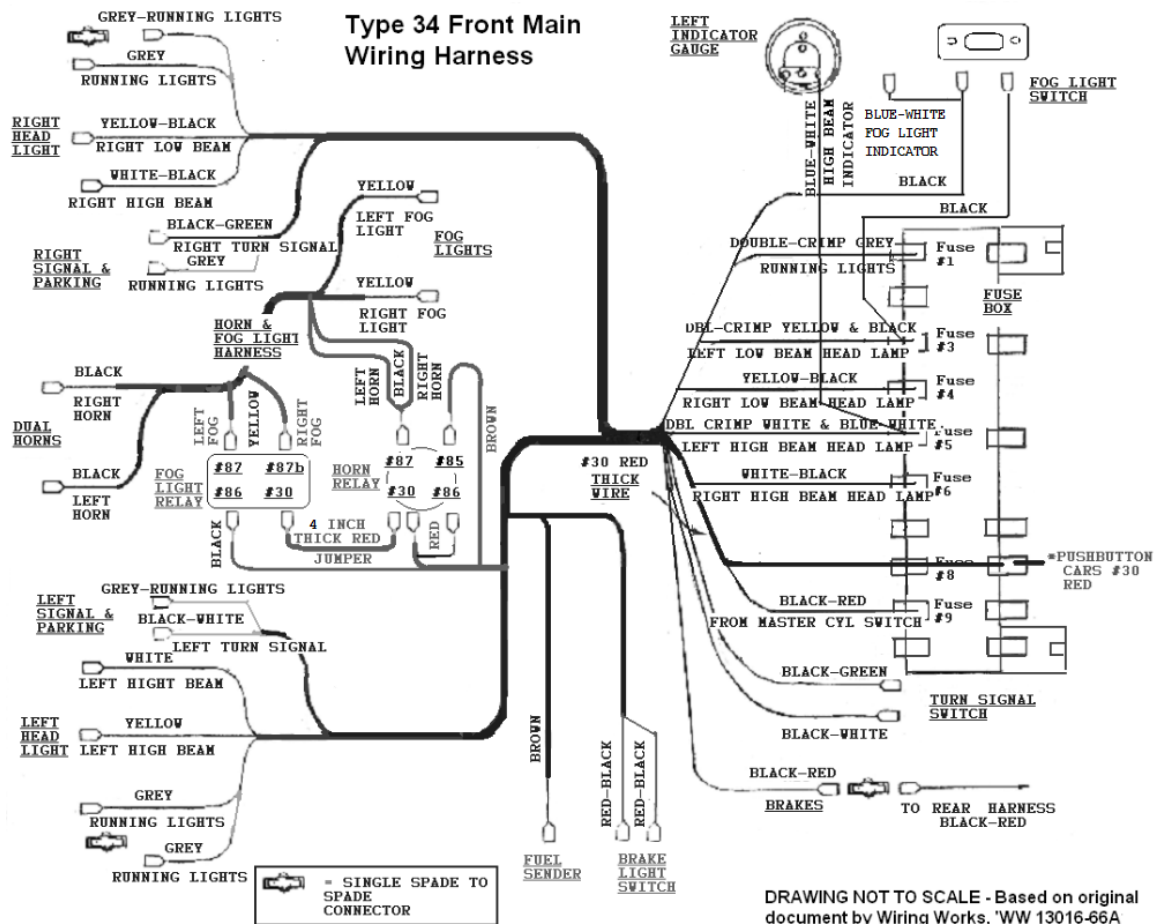 Type 34 Front Main
Wiring Harness
GREY-RUNNING LIGHTS
GREY
RUNNING LIGHTS
RIGHT
HEAD
LIGHT
YELLOW-BLACK
RIGHT LOW BEAM
WHITE-BLACK
RIGHT HIGH BEAM
BLACK-GREEN
RIGHT TURN SIGNAL
GREY
RUNNING LIGHTS
RIGHT
SIGNAL &
PARKING
YELLOW
LEFT FOG
LIGHT
FOG
LIGHTS
YELLOW
RIGHT FOG
LIGHT
HORN &
FOG LIGHT
HARNESS
BLACK
RIGHT
HORN
DUAL
HORNS
BLACK
LEFT
HORN
LEFT
FOG
YELLOW
RIGHT
FOG
LEFT
HORN
BLACK
RIGHT
HORN
BROWN
FOG
LIGHT
RELAY
#87
#87b
#86
#30
HORN
RELAY
#87
#85
#30
#86
BLACK
4 INCH
THICK RED
JUMPER
RED
LEFT
SIGNAL &
PARKING
GREY-RUNNING LIGHTS
BLACK-WHITE
LEFT TURN SIGNAL
WHITE
LEFT HIGHT BEAM
LEFT
HEAD
LIGHT
YELLOW
LEFT HIGH BEAM
GREY
RUNNING LIGHTS
GREY
RUNNING LIGHTS
= SINGLE SPADE TO
SPADE
CONNECTOR
BROWN
FUEL
SENDER
RED-BLACK
RED-BLACK
BRAKE
LIGHT
SWITCH
LEFT
INDICATOR
GAUGE
BLUE-WHITE
HIGH BEAM
INDICATOR
BLUE-WHITE
FOG LIGHT
INDICATOR
FOG LIGHT
SWITCH
BLACK
BLACK
DOUBLE-CRIMP GREY
RUNNING LIGHTS
Fuse
#1
FUSE
BOX
DBL-CRIMP YELLOW & BLACK
LEFT LOW BEAM HEAD LAMP
Fuse
#3
YELLOW-BLACK
RIGHT LOW BEAM HEAD LAMP
Fuse
#4
DBL CRIMP WHITE & BLUE-WHITE
LEFT HIGH BEAM HEAD LAMP
Fuse
#5
WHITE-BLACK
RIGHT HIGH BEAM HEAD LAMP
Fuse
#6
#30 RED
THICK
WIRE
Fuse
#8
*PUSHBUTTON
CARS #30
RED
BLACK-RED
FROM MASTER CYL SWITCH
Fuse
#9
BLACK-GREEN
TURN SIGNAL
SWITCH
BLACK-WHITE
BLACK-RED
BRAKES
TO REAR HARNESS
BLACK-RED
DRAWING NOT TO SCALE - Based on original
document by Wiring Works, 'WW 13016-66A